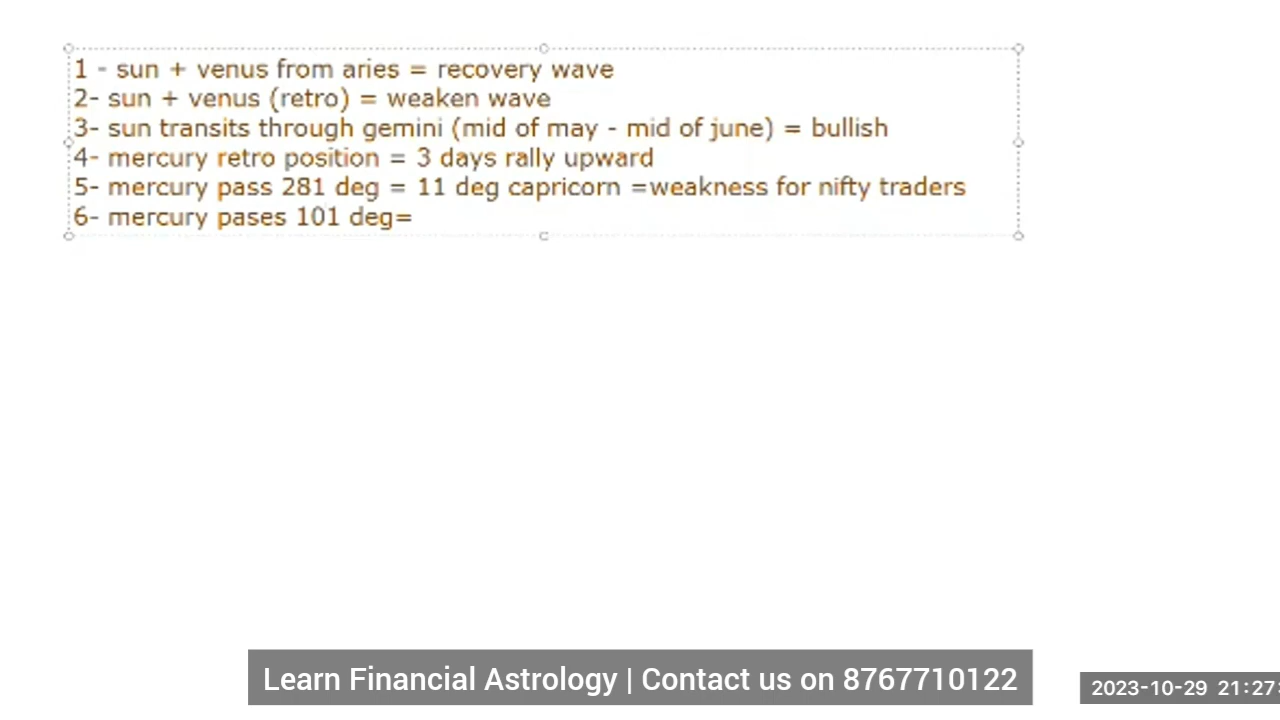 1 - sun + venus from aries = recovery wave
2- sun + venus (retro) = weaken wave
3- sun transits through gemini (mid of may - mid of june) = bullish
4- mercury retro position = 3 days rally upward
5- mercury pass 281 deg = 11 deg capricorn =weakness for nifty traders
6- mercury pases 101 deg=
Learn Financial Astrology | Contact us on 8767710122
2023-10-29 21:27: